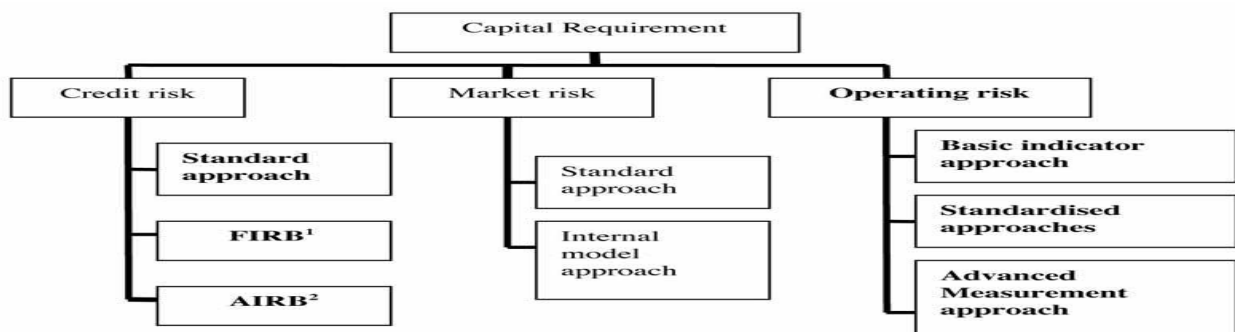 Capital Requirement
Credit risk
Market risk
Operating risk
Standard
approach
FIRB¹
AIRB²
Standard
approach
Internal
model
approach
Basic indicator
approach
Standardised
approaches
Advanced
Measurement
approach